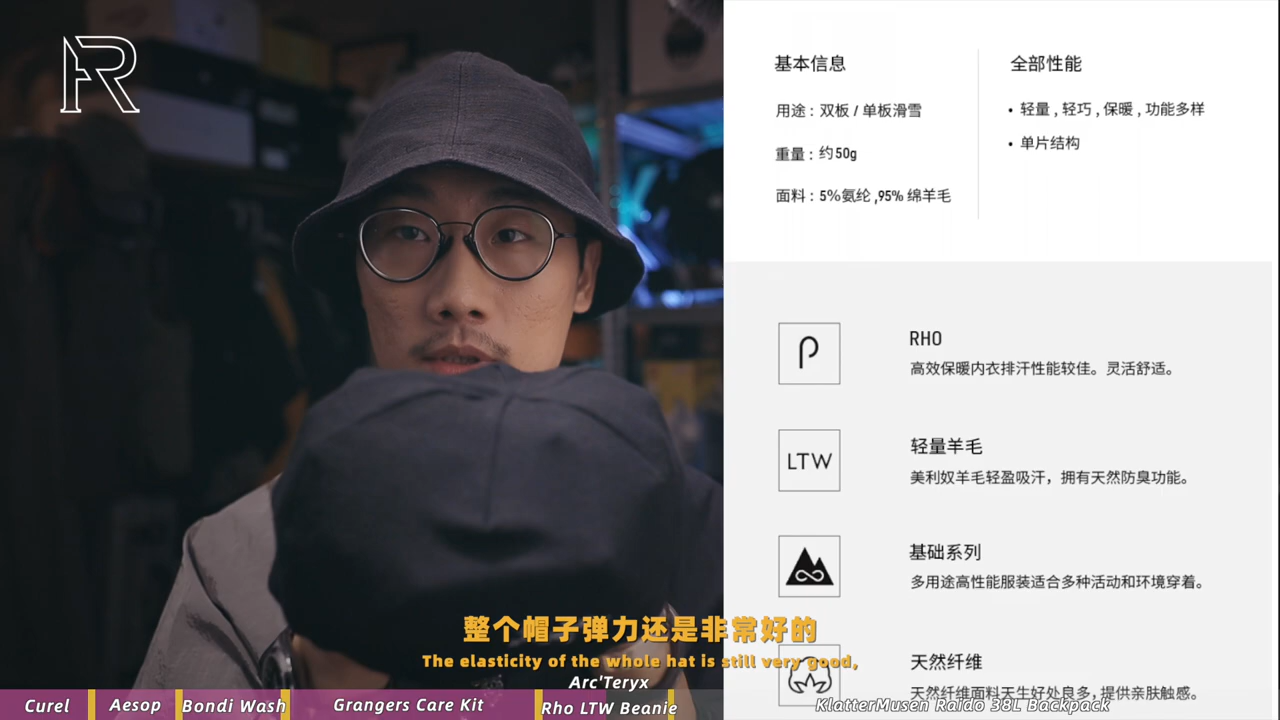 R
基本信息
用途：双板 / 单板滑雪
重量：约50g
面料：5%氨纶 ,95% 绵羊毛
全部性能
• 轻量 , 轻巧 , 保暖 , 功能多样
• 单片结构
RHO
高效保暖内衣排汗性能较佳。灵活舒适。
LTW
轻量羊毛
美利奴羊毛轻盈吸汗，拥有天然防臭功能。
基础系列
多用途高性能服装适合多种活动和环境穿着。
天然纤维
天然纤维面料天生好处良多，提供亲肤触感。
整个帽子弹力还是非常好的
The elasticity of the whole hat is still very good,
Curel
Aesop
Bondi Wash
Grangers Care Kit
Arc'Teryx
Rho LTW Beanie
KlatterMusen Raido 38L Backpack